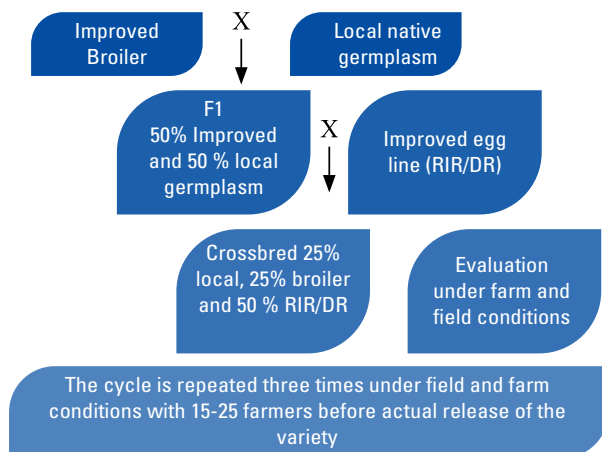 Improved
Broiler
X
Local native
germplasm
F1
50% Improved
and 50 % local
germplasm
X
Improved egg
line (RIR/DR)
Crossbred 25%
local, 25% broiler
and 50 % RIR/DR
Evaluation
under farm and
field conditions
The cycle is repeated three times under field and farm
conditions with 15-25 farmers before actual release of the
variety